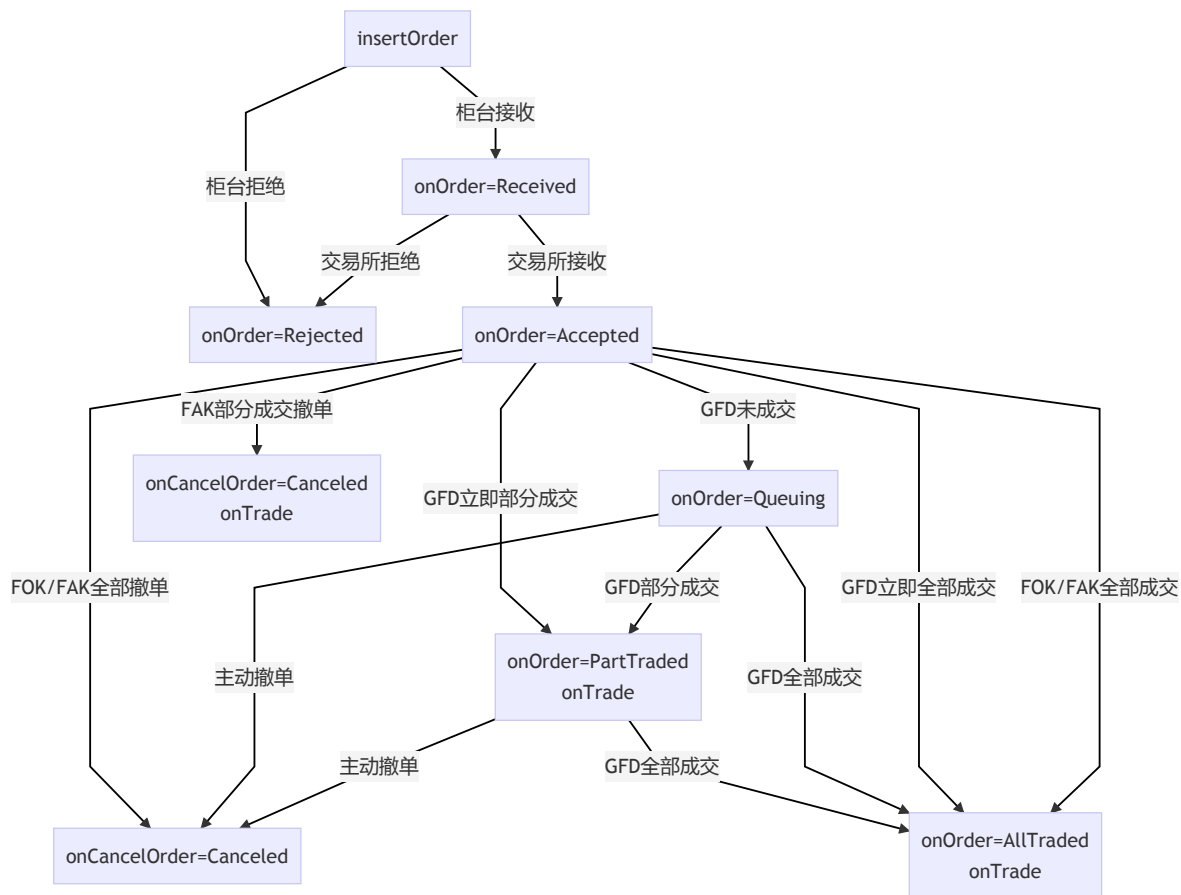 insertOrder
柜台接收
onOrder=Received
柜台拒绝
交易所拒绝
交易所接收
onOrder=Rejected
onOrder=Accepted
FAK部分成交撤单
GFD未成交
onCancelOrder=Canceled
onTrade
GFD立即部分成交
onOrder=Queuing
FOK/FAK全部撤单
GFD部分成交
GFD立即全部成交
FOK/FAK全部成交
主动撤单
onOrder=PartTraded
onTrade
GFD全部成交
主动撤单
GFD全部成交
onCancelOrder=Canceled
onOrder=AllTraded
onTrade